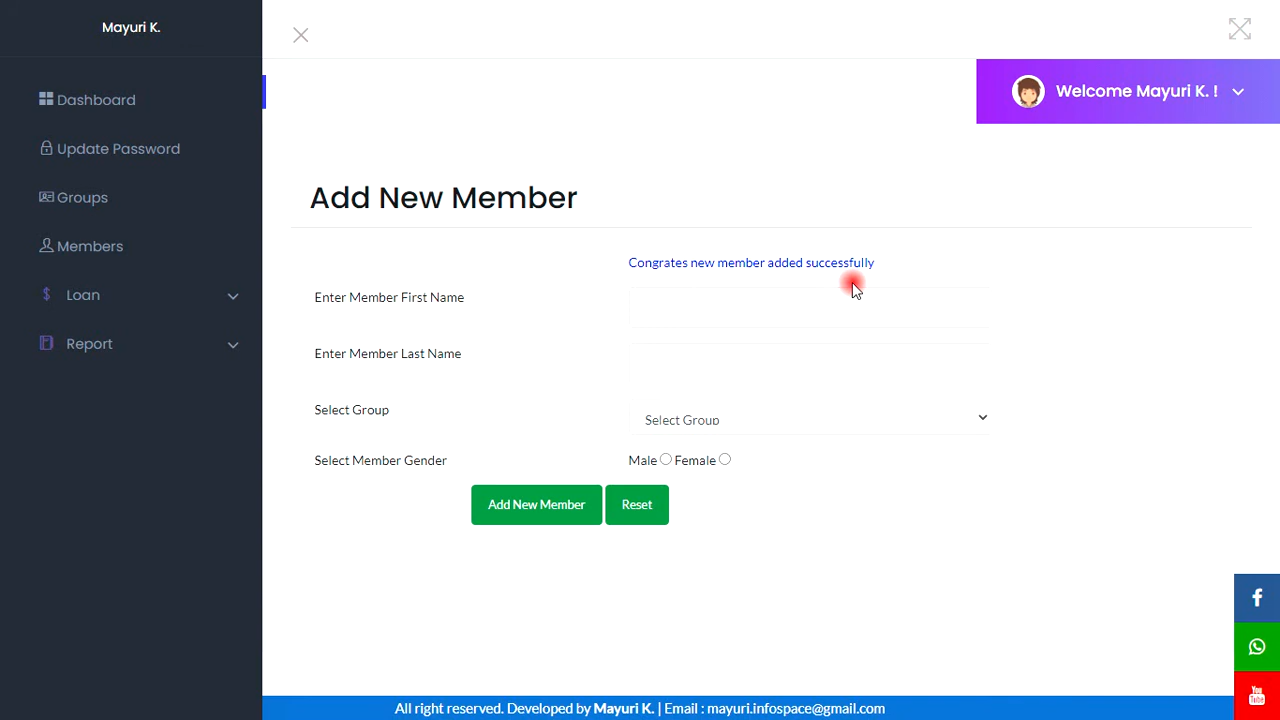 Mayuri K.
Welcome Mayuri K. !
Dashboard
Update Password
Groups
Members
Loan
Report
Add New Member
Congrates new member added successfully
Enter Member First Name
Enter Member Last Name
Select Group
Select Group
Select Member Gender
Male Female
Add New Member Reset
You Tube
All right reserved. Developed by Mayuri K. | Email : mayuri.infospace@gmail.com